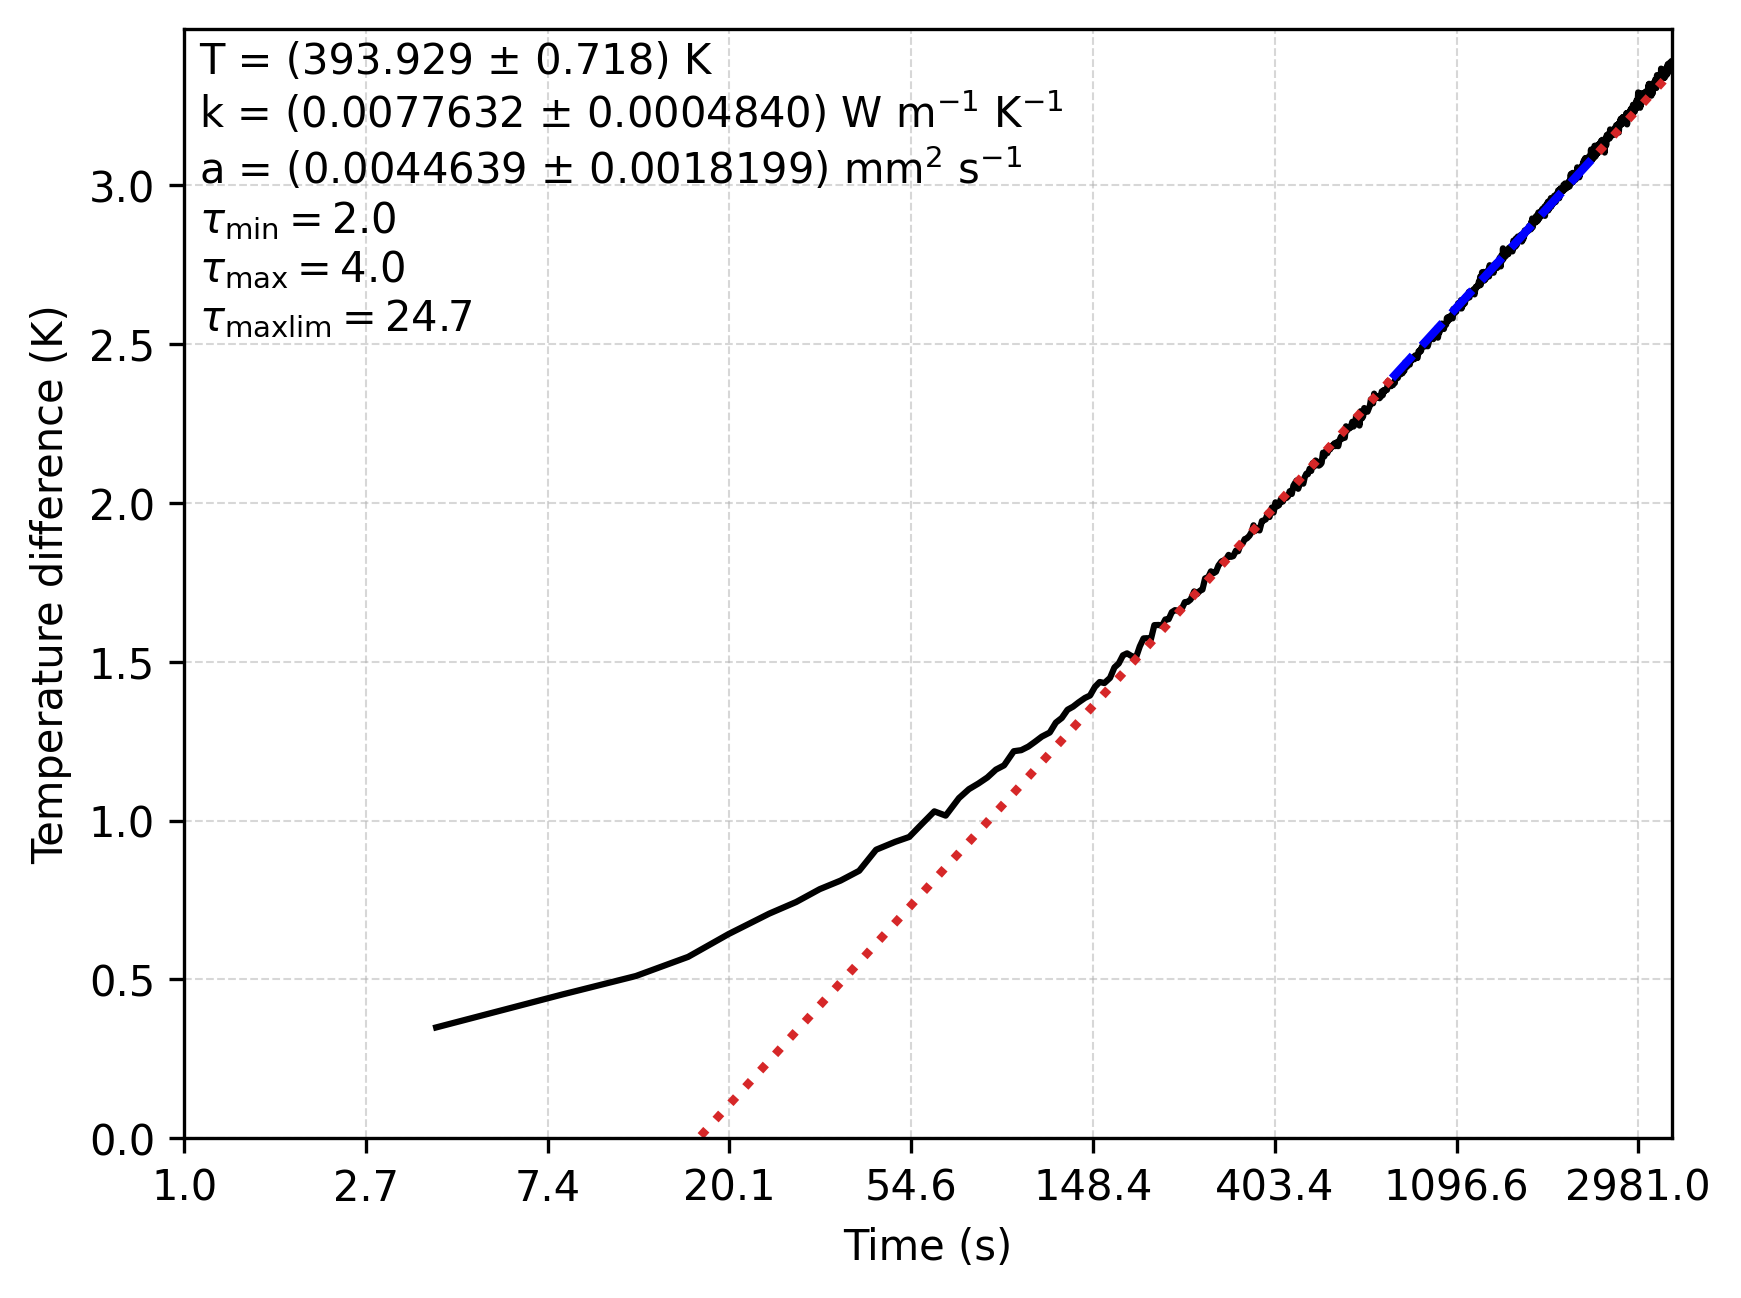 T = (393.929 ± 0.718) K
k = (0.0077632 ± 0.0004840) W m⁻¹ K⁻¹
a = (0.0044639 ± 0.0018199) mm² s⁻¹
τmin = 2.0
τmax = 4.0
τmaxlim = 24.7
Temperature difference (K)
3.0
2.5
2.0
1.5
1.0
0.5
0.0
1.0 2.7 7.4 20.1 54.6 148.4 403.4 1096.6 2981.0
Time (s)